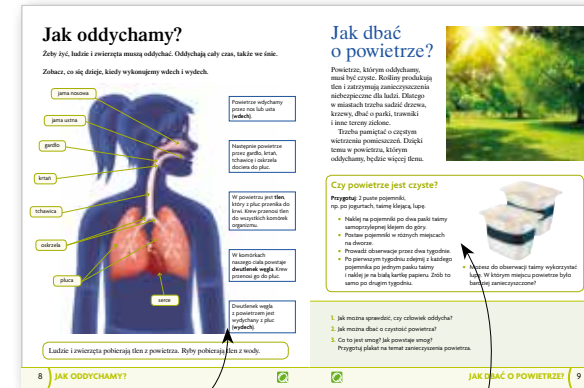 Jak oddychamy?
Żeby żyć, ludzie i zwierzęta muszą oddychać. Oddychają cały czas, także we śnie.
Zobacz, co się dzieje, kiedy wykonujemy wdech i wydech.
jama nosowa
jama ustna
gardło
krtań
tchawica
oskrzela
płuca
serce
Powietrze wdychamy
przez nos lub usta
(wdech).
Następnie powietrze
przez gardło, krtań,
tchawicę i oskrzela
dociera do płuc.
W powietrzu jest tlen,
który z płuc przenika do
krwi. Krew przenosi tlen
do wszystkich komórek
organizmu.
W komórkach
naszego ciała powstaje
dwutlenek węgla. Krew
przenosi go do płuc.
Dwutlenek węgla
z powietrzem jest
wydychany z płuc
(wydech).
Ludzie i zwierzęta pobierają tlen z powietrza. Ryby pobierają tlen z wody.
8 JAK ODDYCHAMY?
Jak dbać
o powietrze?
Powietrze, którym oddychamy,
musi być czyste. Rośliny produkują
tlen i zatrzymują zanieczyszczenia
niebezpieczne dla ludzi. Dlatego
w miastach trzeba sadzić drzewa,
krzewy, dbać o parki, trawniki
i inne tereny zielone.
Trzeba pamiętać o częstym
wietrzeniu pomieszczeń. Dzięki
temu w powietrzu, którym
oddychamy, będzie więcej tlenu.
Czy powietrze jest czyste?
Przygotuj: 2 puste pojemniki,
np. po jogurtach, taśmę klejącą, lupę.
• Naklej na pojemniki po dwa paski taśmy
samoprzylepnej klejem do góry.
• Postaw pojemniki w różnych miejscach
na dworze.
• Prowadź obserwacje przez dwa tygodnie.
• Po pierwszym tygodniu zdejmij z każdego
pojemnika po jednym pasku taśmy
i naklej je na białą kartkę papieru. Zrób to
samo po drugim tygodniu.
• Możesz do obserwacji taśmy wykorzystać
lupę. W którym miejscu powietrze było
bardziej zanieczyszczone?
1. Jak można sprawdzić, czy człowiek oddycha?
2. Jak można dbać o czystość powietrza?
3. Co to jest smog? Jak powstaje smog?
Przygotuj plakat na temat zanieczyszczenia powietrza.
JAK DBAĆ O POWIETRZE? 9